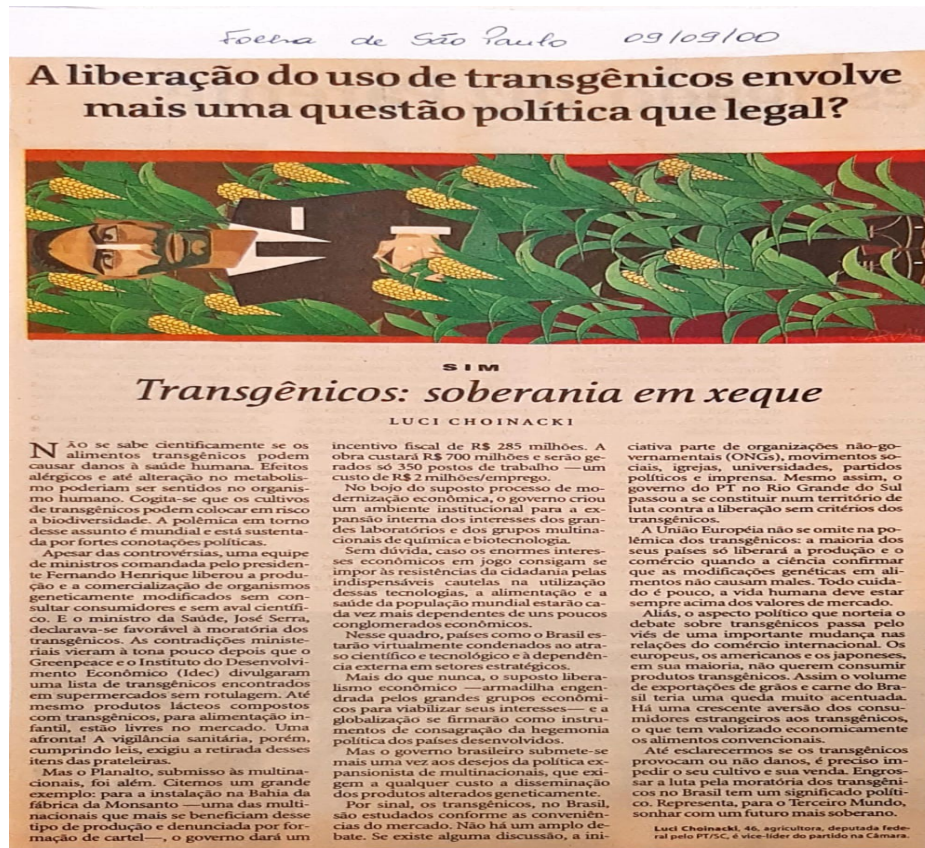 Folha de São Paulo 09/09/00
A liberação do uso de transgênicos envolve
mais uma questão política que legal?
SIM
Transgênicos: soberania em xeque
LUCI CHOINACKI
NÃo se sabe cientificamente se os
alimentos transgênicos podem
causar danos à saúde humana. Efeitos
alérgicos e até alteração no metabolis-
mo poderiam ser sentidos no organis-
mo humano. Cogita-se que os cultivos
de transgênicos podem colocar em risco
a biodiversidade. A polêmica em torno
desse assunto é mundial e está sustenta-
da por fortes conotações políticas.
Apesar das controvérsias, uma equipe
de ministros comandada pelo presiden-
te Fernando Henrique liberou a produ-
ção e a comercialização de organismos
geneticamente modificados sem con-
sultar consumidores e sem aval científi-
co. E o ministro da Saúde, José Serra,
declarava-se favorável à moratória dos
transgênicos. As contradições ministe-
riais vieram à tona pouco depois que o
Greenpeace e o Instituto do Desenvolvi-
mento Econômico (Idec) divulgaram
uma lista de transgênicos encontrados
em supermercados sem rotulagem. Até
mesmo produtos lácteos compostos
com transgênicos, para alimentação in-
fantil, estão livres no mercado. Uma
afronta! A vigilância sanitária, porém,
cumprindo leis, exigiu a retirada desses
itens das prateleiras.
Mas o Planalto, submisso às multina-
cionais, foi além. Citemos um grande
exemplo: para a instalação na Bahia da
fábrica da Monsanto —uma das multi-
nacionais que mais se beneficiam desse
tipo de produção e denunciada por for-
mação de cartel—, o governo dará um
incentivo fiscal de R$ 285 milhões. A
obra custará R$ 700 milhões e serão ge-
rados só 350 postos de trabalho —um
custo de R$ 2 milhões/emprego.
No bojo do suposto processo de mo-
dernização econômica, o governo criou
um ambiente institucional para a ex-
pansão interna dos interesses dos gran-
des laboratórios e dos grupos multina-
cionais de química e biotecnologia.
Sem dúvida, caso os enormes interes-
ses econômicos em jogo consigam se
impor às resistências da cidadania pelas
indispensáveis cautelas na utilização
dessas tecnologias, a alimentação e a
saúde da população mundial estarão ca-
da vez mais dependentes de uns poucos
conglomerados econômicos.
Nesse quadro, países como o Brasil es-
tarão virtualmente condenados ao atra-
so científico e tecnológico e à dependên-
cia externa em setores estratégicos.
Mais do que nunca, o suposto libera-
lismo econômico —armadilha engen-
drada pelos grandes grupos econômi-
cos para viabilizar seus interesses— e a
globalização se firmarão como instru-
mentos de consagração da hegemonia
política dos países desenvolvidos.
Mas o governo brasileiro submete-se
mais uma vez aos desejos da política ex-
pansionista de multinacionais, que exi-
gem a qualquer custo a disseminação
dos produtos alterados geneticamente.
Por sinal, os transgênicos, no Brasil,
são estudados conforme as conveniên-
cias do mercado. Não há um amplo de-
bate. Se existe alguma discussão, a ini-
ciativa parte de organizações não-go-
vernamentais (ONGs), movimentos so-
ciais, igrejas, universidades, partidos
políticos e imprensa. Mesmo assim, o
governo do PT no Rio Grande do Sul
passou a se constituir num território de
luta contra a liberação sem critérios dos
transgênicos.
A União Européia não se omite na po-
lêmica dos transgênicos: a maioria dos
seus países só liberará a produção e o
comércio quando a ciência confirmar
que as modificações genéticas em ali-
mentos não causam males. Todo cuida-
do é pouco, a vida humana deve estar
sempre acima dos valores de mercado.
Aliás, o aspecto político que norteia o
debate sobre transgênicos passa pelo
viés de uma importante mudança nas
relações do comércio internacional. Os
europeus, os americanos e os japoneses,
em sua maioria, não querem consumir
produtos transgênicos. Assim o volume
de exportações de grãos e carne do Bra-
sil teria uma queda muito acentuada.
Há uma crescente aversão dos consu-
midores estrangeiros aos transgênicos,
o que tem valorizado economicamente
os alimentos convencionais.
Até esclarecermos se os transgênicos
provocam ou não danos, é preciso im-
pedir o seu cultivo e sua venda. Engros-
sar a luta pela moratória dos transgêni-
cos no Brasil tem um significado políti-
co. Representa, para o Terceiro Mundo,
sonhar com um futuro mais soberano.
Luci Choinacki, 46, agricultora, deputada fede-
ral pelo PT/SC, é vice-líder do partido na Câmara.